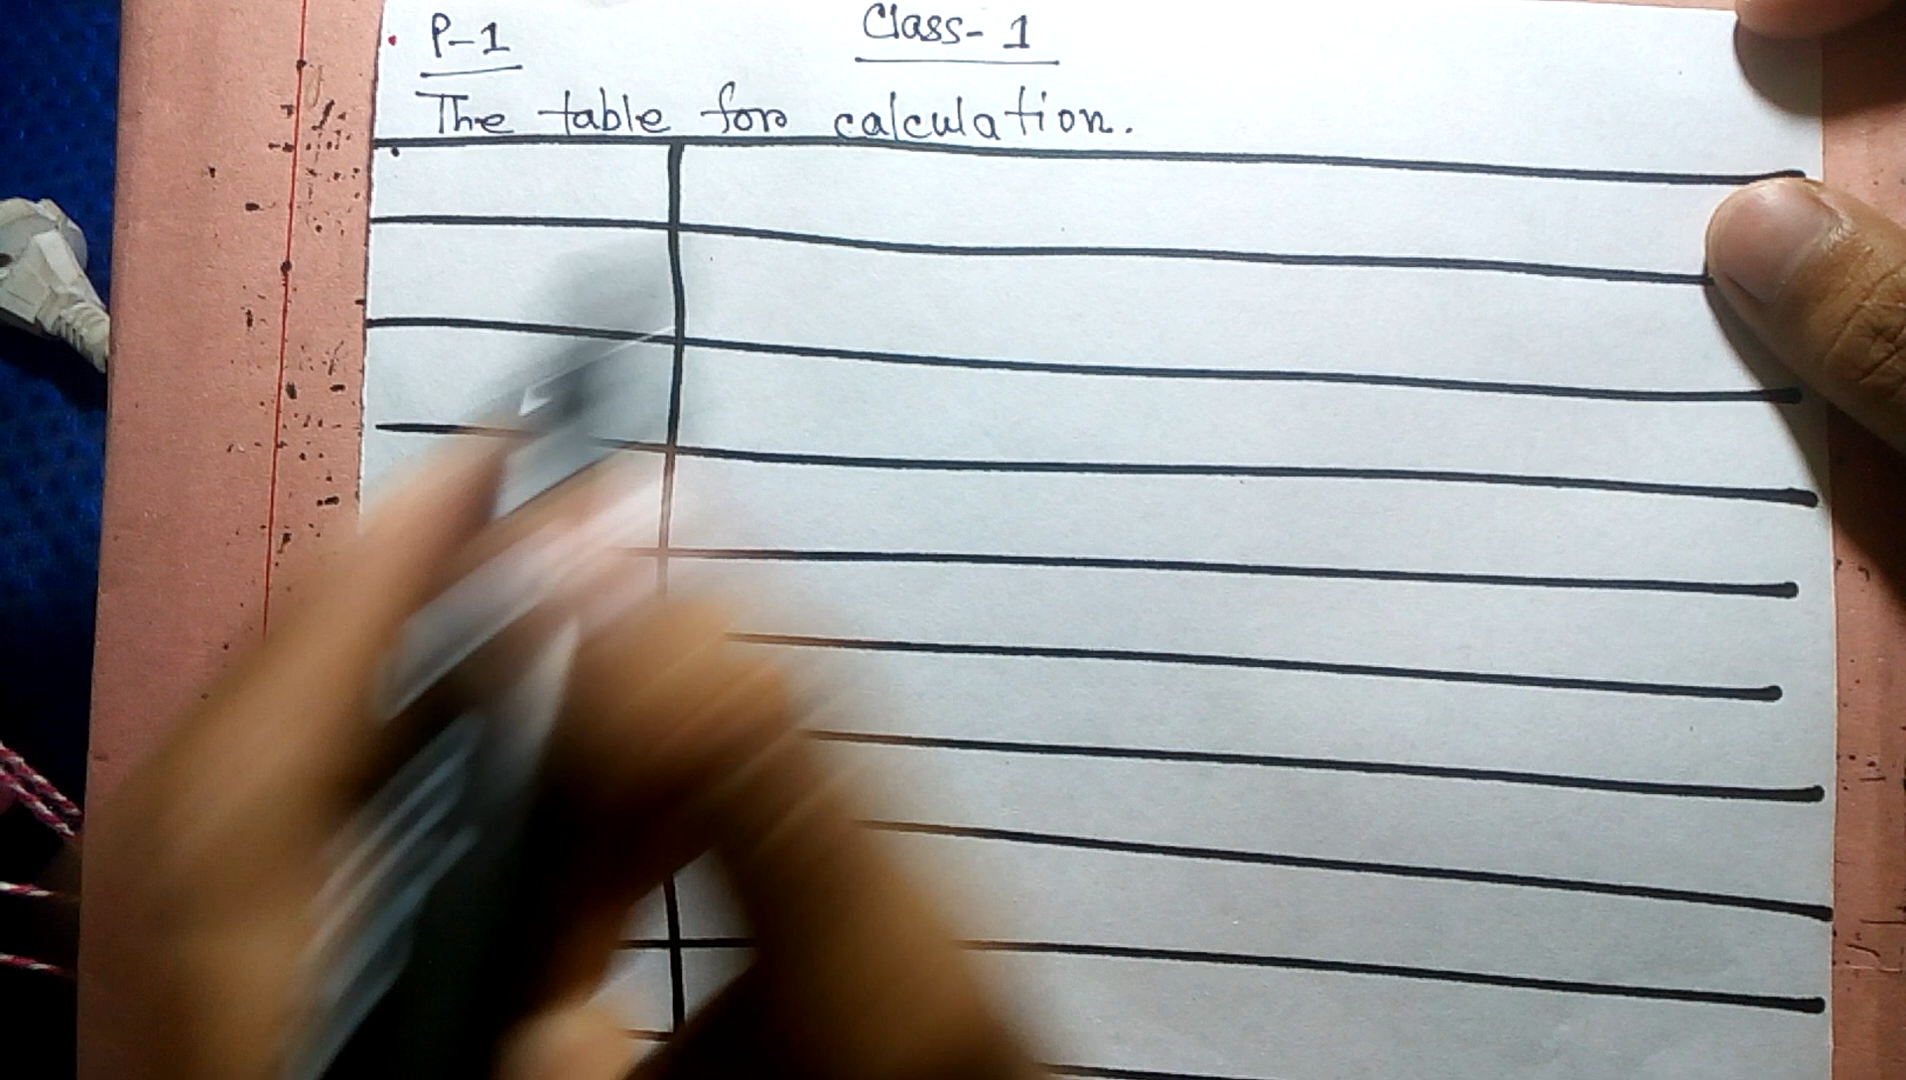 P-1 Class- 1
The table for calculation.